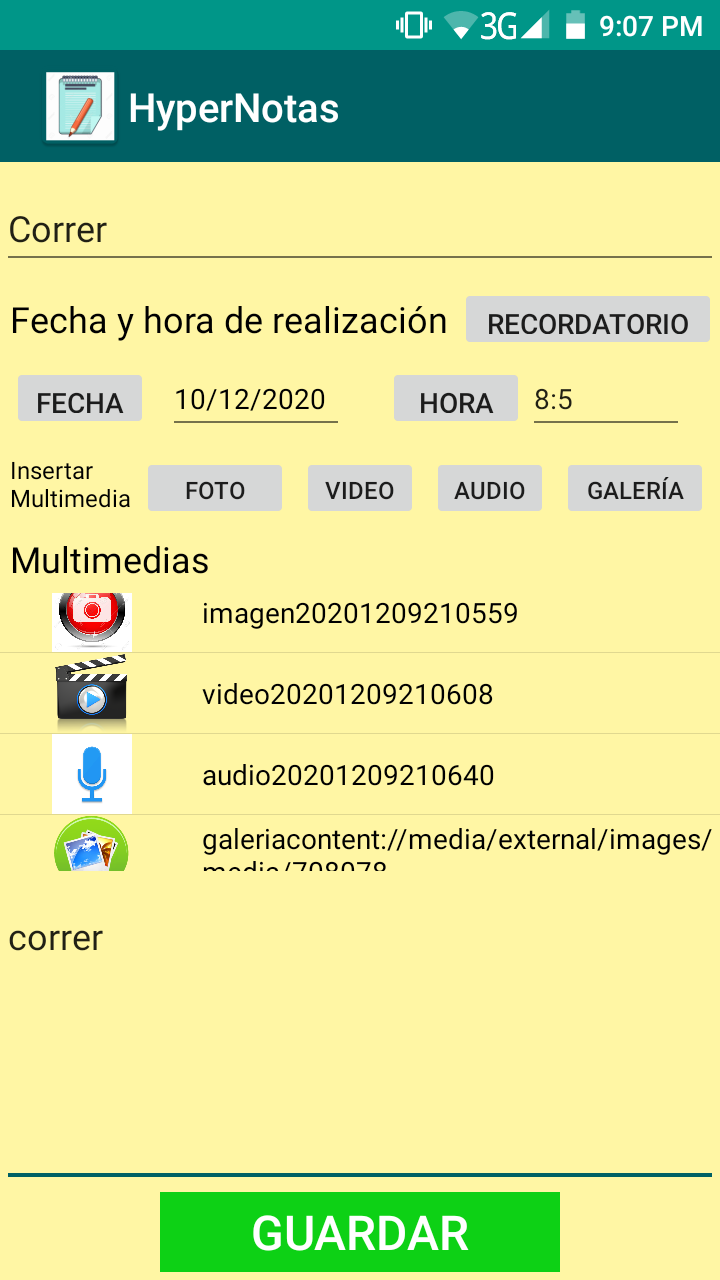 3G 9:07 PM
HyperNotas
Correr
Fecha y hora de realización RECORDATORIO
FECHA 10/12/2020 HORA 8:5
Insertar
Multimedia FOTO VIDEO AUDIO GALERÍA
Multimedias
imagen20201209210559
video20201209210608
audio20201209210640
galeriacontent://media/external/images/
correr
GUARDAR